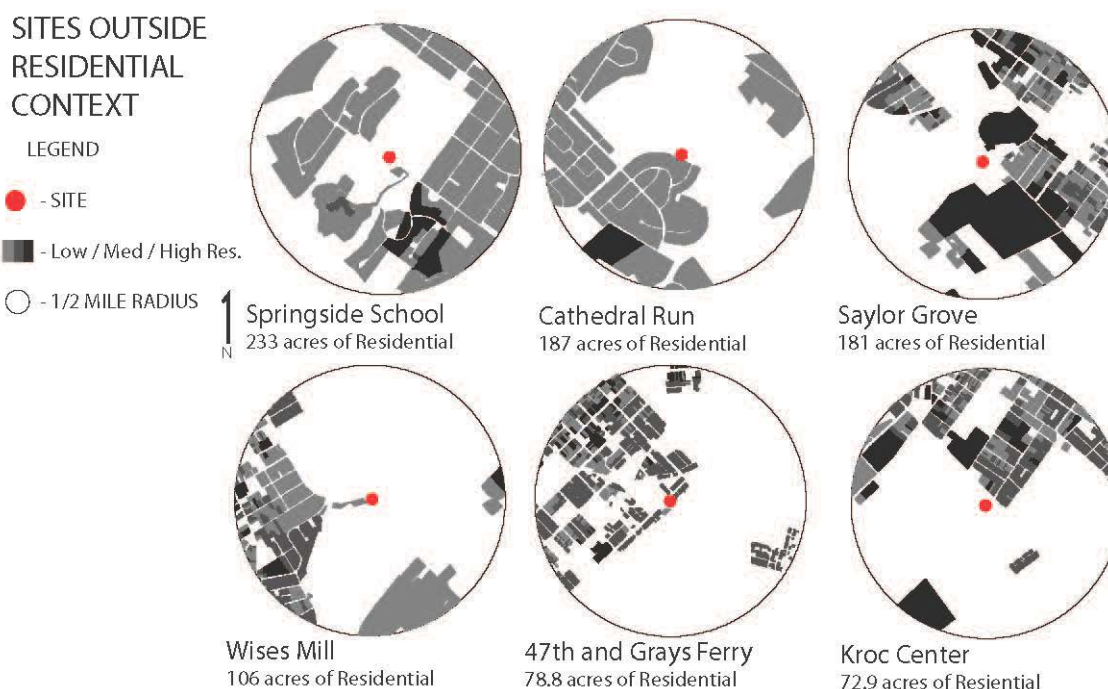 SITES OUTSIDE
RESIDENTIAL
CONTEXT
LEGEND
- SITE
- Low / Med / High Res.
- 1/2 MILE RADIUS
N
Springside School
233 acres of Residential
Cathedral Run
187 acres of Residential
Saylor Grove
181 acres of Residential
Wises Mill
106 acres of Residential
47th and Grays Ferry
78.8 acres of Residential
Kroc Center
72.9 acres of Resiential